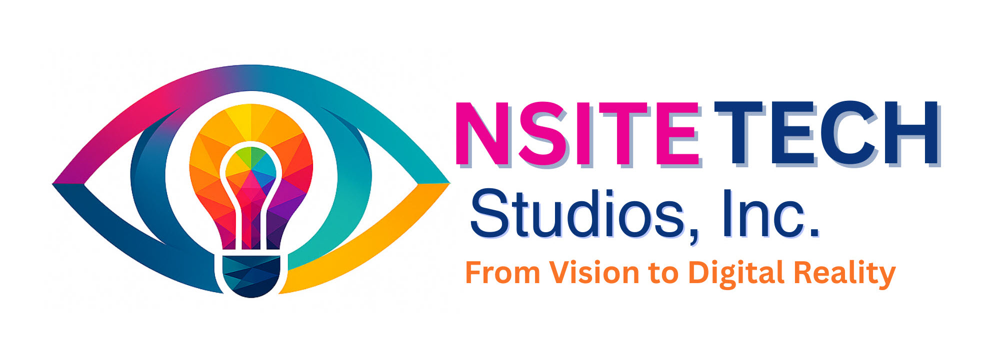 NSITE TECH
Studios, Inc.
From Vision to Digital Reality